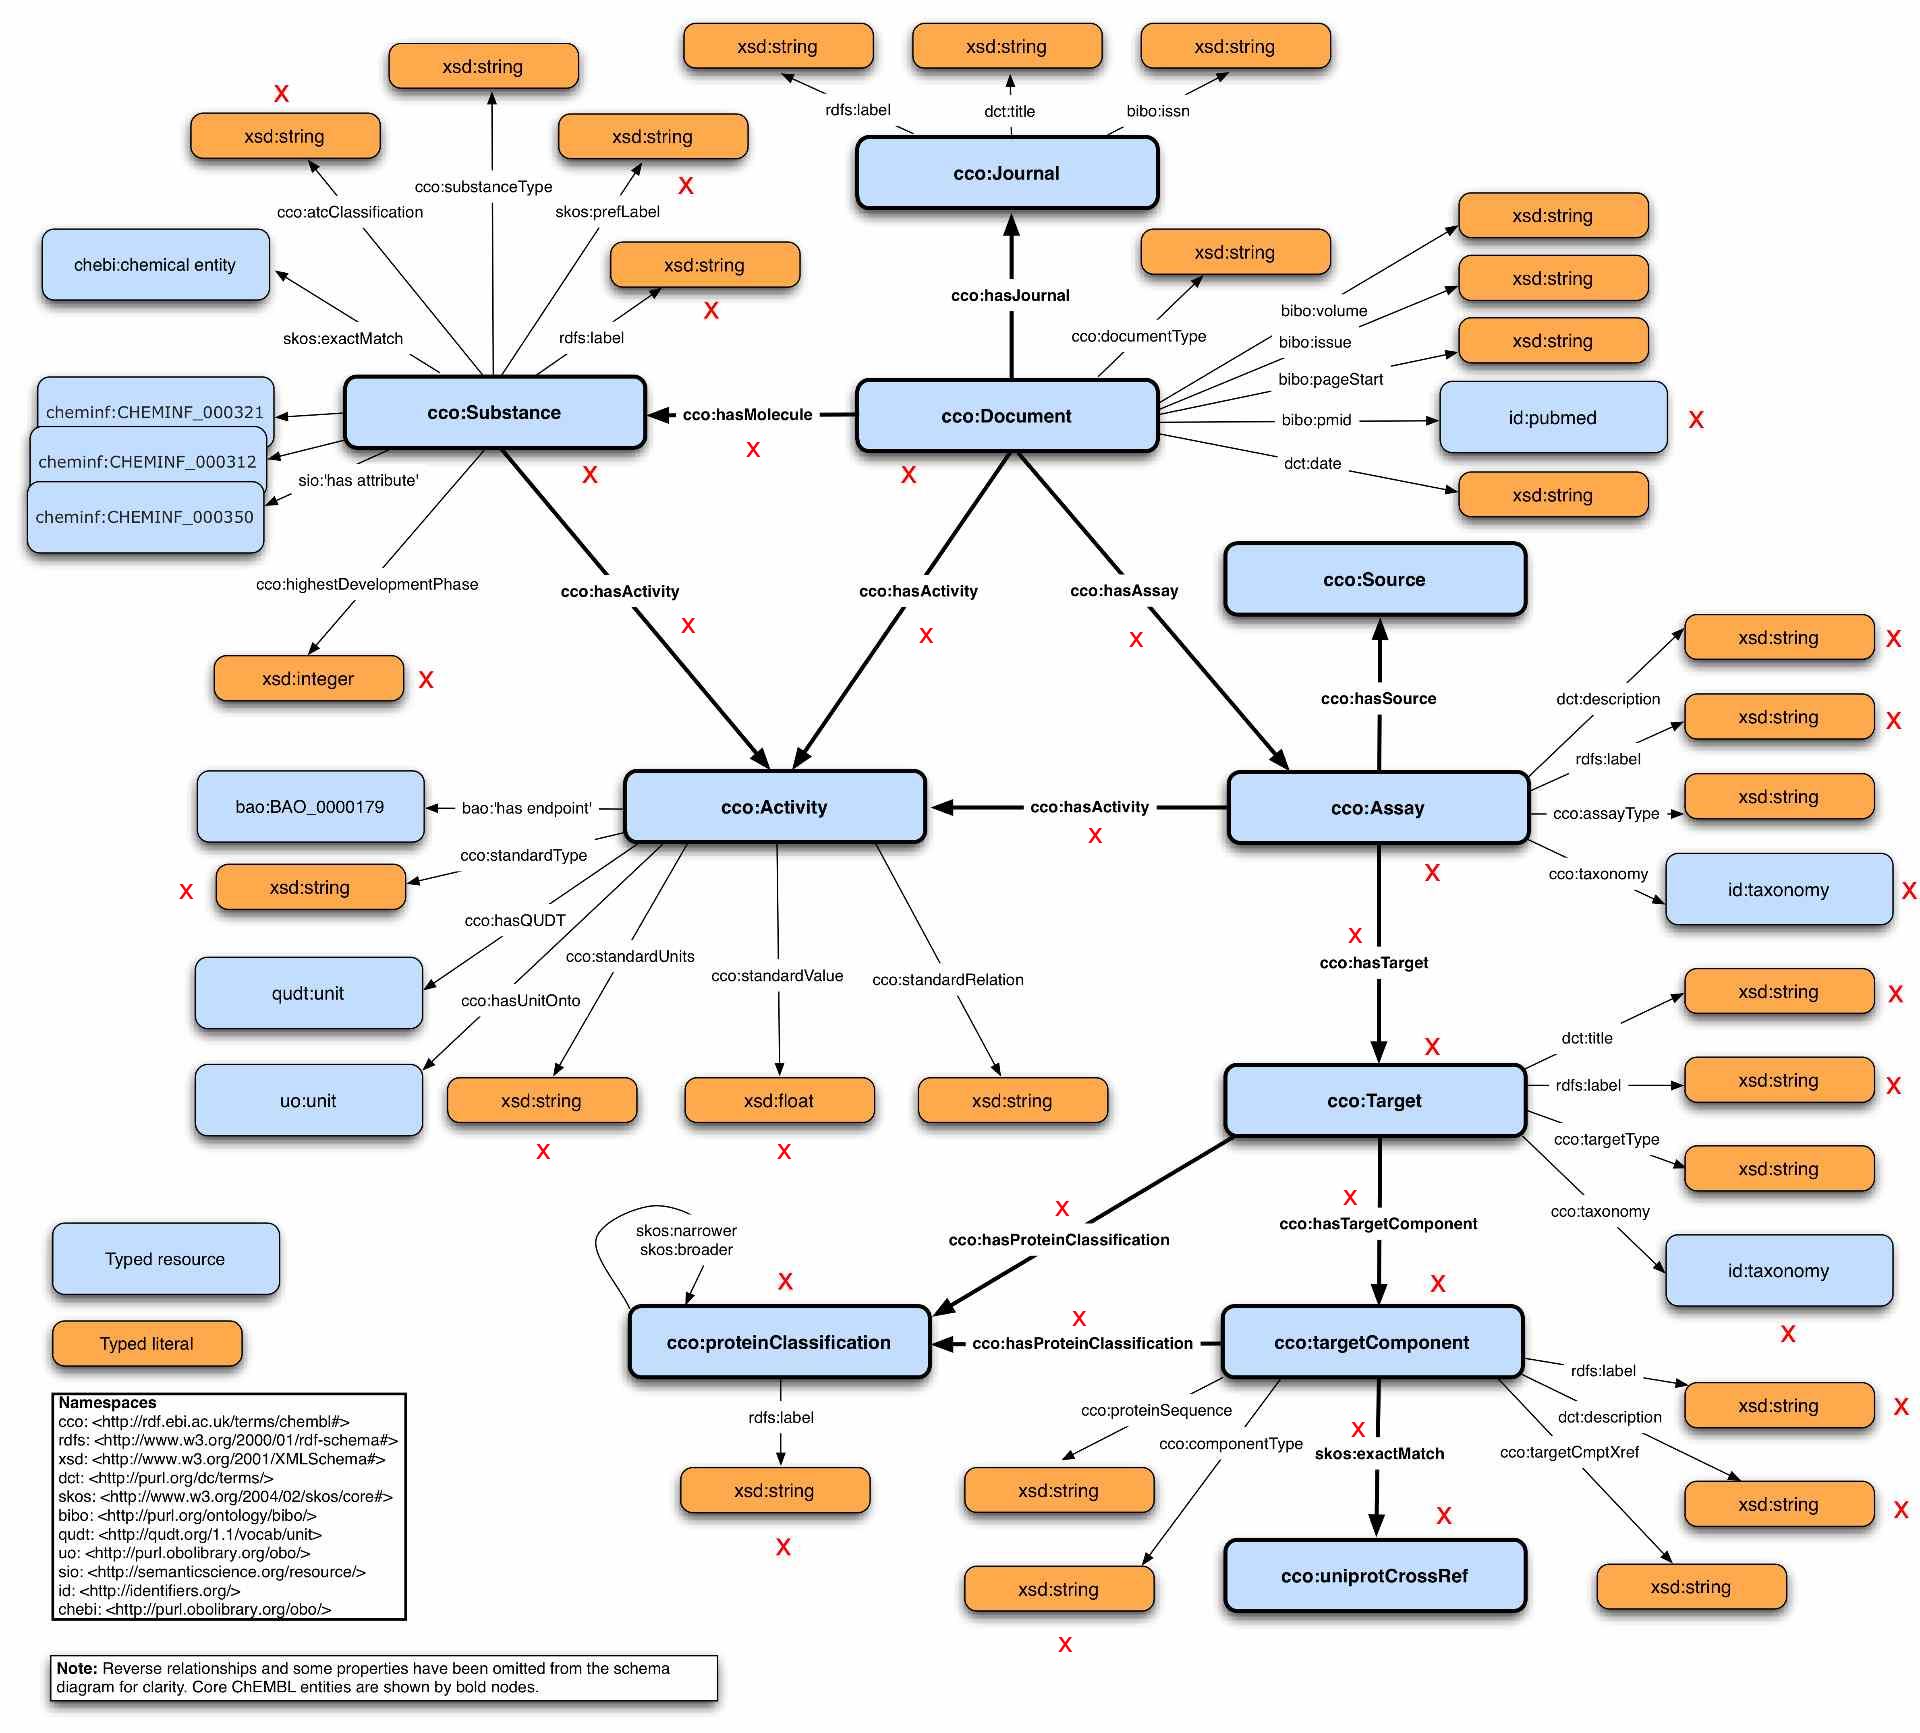 xsd:string
xsd:string
xsd:string
xsd:string
X
xsd:string
xsd:string
X
rdfs:label
dct:title
bibo:issn
cco:Journal
cco:substanceType
cco:atcClassification
skos:prefLabel
chebi:chemical entity
xsd:string
X
skos:exactMatch
rdfs:label
cco:hasJournal
xsd:string
cco:documentType
xsd:string
xsd:string
xsd:string
bibo:volume
bibo:issue
bibo:pageStart
bibo:pmid
dct:date
id:pubmed
X
xsd:string
cheminf:CHEMINF_000321
cheminf:CHEMINF_000312
cheminf:CHEMINF_000350
sio:'has attribute'
cco:Substance
X
cco:hasMolecule
X
cco:Document
X
cco:highestDevelopmentPhase
xsd:integer
X
cco:hasActivity
X
cco:hasActivity
X
cco:hasAssay
X
cco:Source
cco:hasSource
xsd:string
X
dct:description
xsd:string
X
rdfs:label
xsd:string
cco:assayType
cco:taxonomy
id:taxonomy
X
bao:BAO_0000179
bao:'has endpoint'
cco:Activity
cco:hasActivity
X
cco:Assay
X
cco:standardType
X
xsd:string
cco:hasQUDT
qudt:unit
cco:hasUnitOnto
uo:unit
cco:standardUnits
cco:standardValue
cco:standardRelation
xsd:string
X
xsd:float
X
xsd:string
X
cco:hasTarget
X
cco:Target
xsd:string
X
dct:title
rdfs:label
xsd:string
X
cco:targetType
xsd:string
cco:taxonomy
id:taxonomy
X
X
cco:hasProteinClassification
X
cco:hasTargetComponent
skos:narrower
skos:broader
X
cco:proteinClassification
X
cco:hasProteinClassification
X
cco:targetComponent
rdfs:label
xsd:string
X
cco:proteinSequence
xsd:string
cco:componentType
xsd:string
X
X
skos:exactMatch
X
cco:uniprotCrossRef
rdfs:label
xsd:string
X
dct:description
xsd:string
X
cco:targetCmptXref
xsd:string
Typed resource
Typed literal
Namespaces
cco: <http://rdf.ebi.ac.uk/terms/chembl#>
rdfs: <http://www.w3.org/2000/01/rdf-schema#>
xsd: <http://www.w3.org/2001/XMLSchema#>
dct: <http://purl.org/dc/terms/>
skos: <http://www.w3.org/2004/02/skos/core#>
bibo: <http://purl.org/ontology/bibo/>
qudt: <http://qudt.org/1.1/vocab/unit>
uo: <http://purl.obolibrary.org/obo/>
sio: <http://semanticscience.org/resource/>
id: <http://identifiers.org/>
chebi: <http://purl.obolibrary.org/obo/>
Note: Reverse relationships and some properties have been omitted from the schema
diagram for clarity. Core ChEMBL entities are shown by bold nodes.